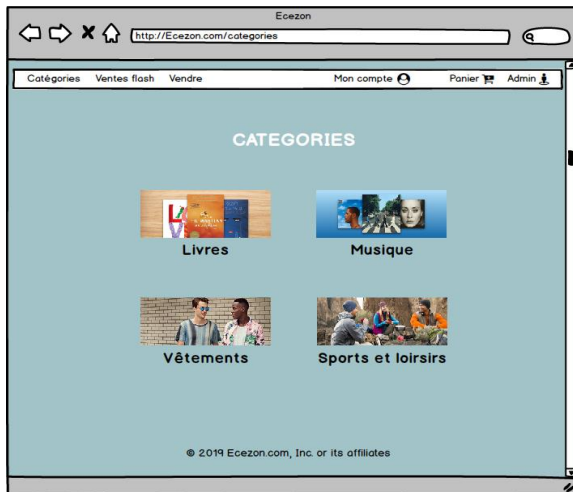 Ecezon
http://Ecezon.com/categories
Catégories Ventes flash Vendre Mon compte Panier Admin
CATEGORIES
Livres Musique
Vêtements Sports et loirsirs
© 2019 Ecezon.com, Inc. or its affiliates